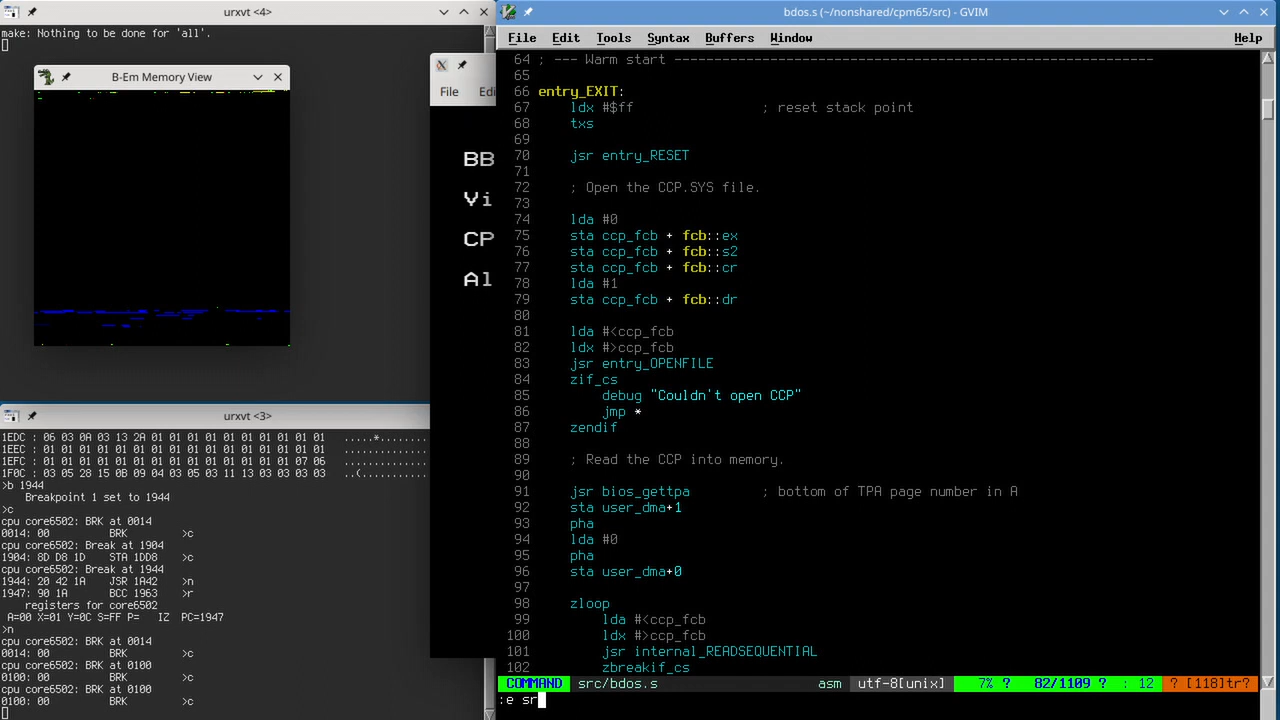 urxvt <4>
make: Nothing to be done for 'all'.
B-Em Memory View
File Edi
BB
Vi
CP
Al
urxvt <3>
1EDC : 06 03 0A 03 13 2A 01 01 01 01 01 01 01 01 01 01 .....*..........
1EEC : 01 01 01 01 01 01 01 01 01 01 01 01 01 01 01 01
1EFC : 01 01 01 01 01 01 01 01 01 01 01 01 01 01 07 06
1F0C : 03 05 28 15 0B 09 04 03 05 03 11 13 03 03 03 03 ..(.............
>b 1944
Breakpoint 1 set to 1944
>c
cpu core6502: BRK at 0014
0014: 00 BRK >c
cpu core6502: Break at 1904
1904: 8D D8 1D STA 1DD8 >c
cpu core6502: Break at 1944
1944: 20 42 1A JSR 1A42 >n
1947: 90 1A BCC 1963 >r
registers for core6502
A=00 X=01 Y=0C S=FF P= IZ PC=1947
>n
cpu core6502: BRK at 0014
0014: 00 BRK >c
cpu core6502: BRK at 0100
0100: 00 BRK >c
cpu core6502: BRK at 0100
0100: 00 BRK >c
bdos.s (~/nonshared/cpm65/src) - GVIM
File Edit Tools Syntax Buffers Window Help
64 ; --- Warm start ------------------------------------------------------------
65
66 entry_EXIT:
67 ldx #$ff ; reset stack point
68 txs
69
70 jsr entry_RESET
71
72 ; Open the CCP.SYS file.
73
74 lda #0
75 sta ccp_fcb + fcb::ex
76 sta ccp_fcb + fcb::s2
77 sta ccp_fcb + fcb::cr
78 lda #1
79 sta ccp_fcb + fcb::dr
80
81 lda #<ccp_fcb
82 ldx #>ccp_fcb
83 jsr entry_OPENFILE
84 zif_cs
85 debug "Couldn't open CCP"
86 jmp *
87 zendif
88
89 ; Read the CCP into memory.
90
91 jsr bios_gettpa ; bottom of TPA page number in A
92 sta user_dma+1
93 pha
94 lda #0
95 pha
96 sta user_dma+0
97
98 zloop
99 lda #<ccp_fcb
100 ldx #>ccp_fcb
101 jsr internal_READSEQUENTIAL
102 zbreakif_cs
COMMAND src/bdos.s asm utf-8[unix] 7% ? 82/1109 ? : 12 ? [118]tr?
:e sr